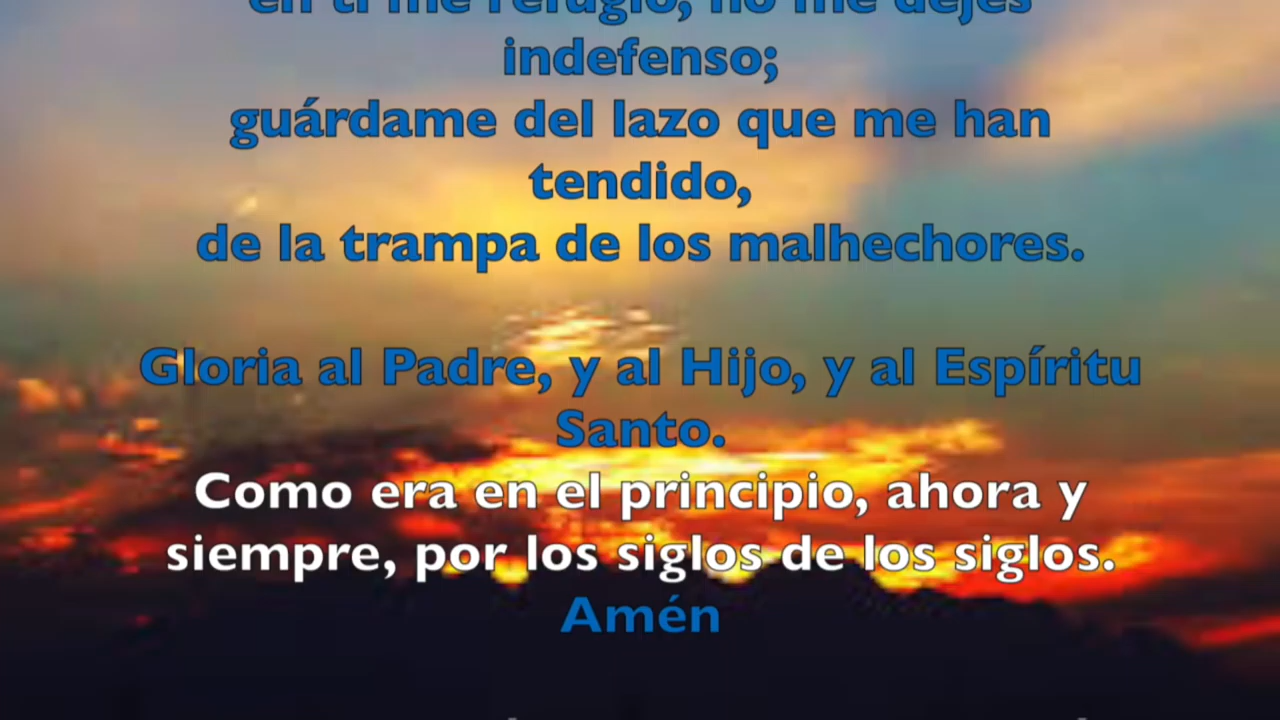 en ti me refugio, no me dejes
indefenso;
guárdame del lazo que me han
tendido,
de la trampa de los malhechores.
Gloria al Padre, y al Hijo, y al Espíritu
Santo.
Como era en el principio, ahora y
siempre, por los siglos de los siglos.
Amén